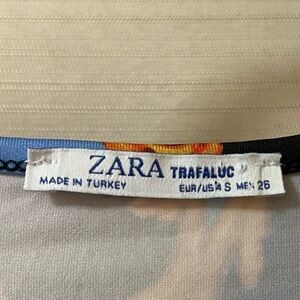 ZARA TRAFALUC
MADE IN TURKEY EUR/USA S MEX 26